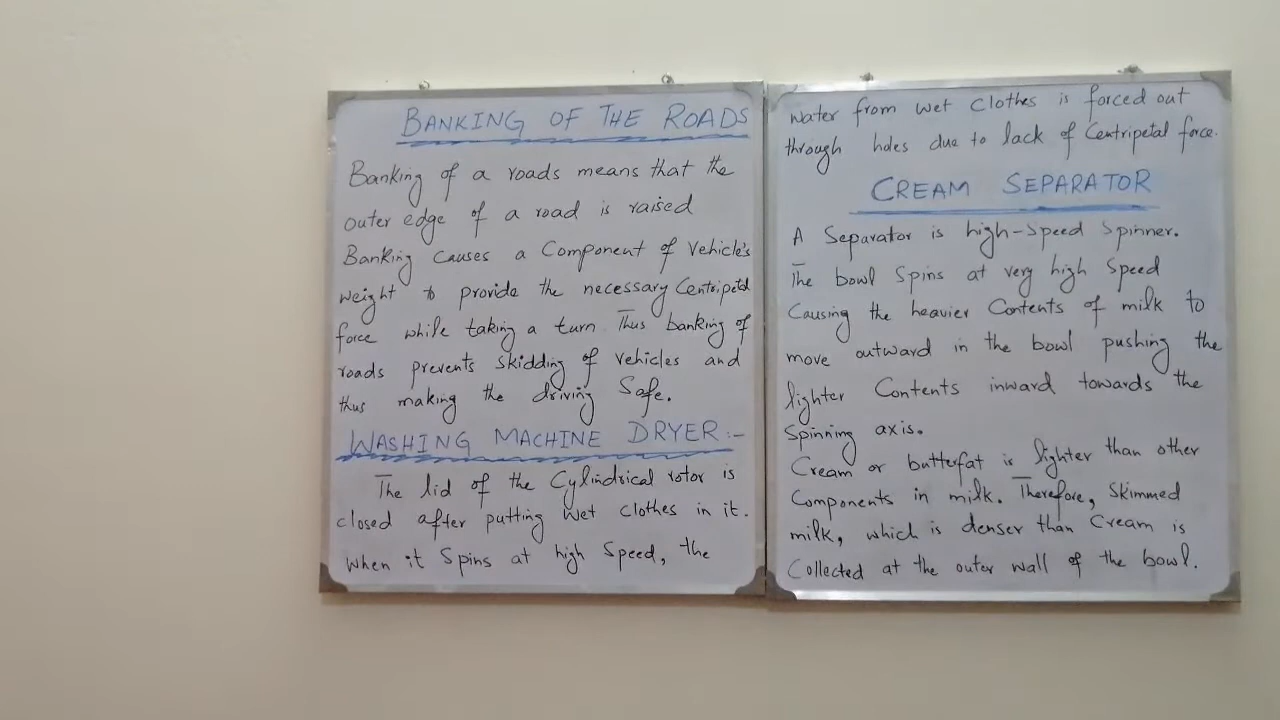 BANKING OF THE ROADS
Banking of a roads means that the
outer edge of a road is raised
Banking causes a Component of Vehicle's
weight to provide the necessary Centripetal
force while taking a turn Thus banking of
roads prevents skidding of vehicles and
thus making the driving Safe.
WASHING MACHINE DRYER:-
The lid of the Cylindrical rotor is
closed after putting wet clothes in it.
When it Spins at high Speed, the
water from wet Clothes is forced out
through holes due to lack of Centripetal force.
CREAM SEPARATOR
A Separator is high-Speed Spinner.
The bowl Spins at very high Speed
Causing the heavier Contents of milk to
move outward in the bowl pushing the
lighter Contents inward towards the
Spinning axis.
Cream or butterfat is lighter than other
Components in milk. Therefore, Skimmed
milk, which is denser than Cream is
Collected at the outer wall of the bowl.